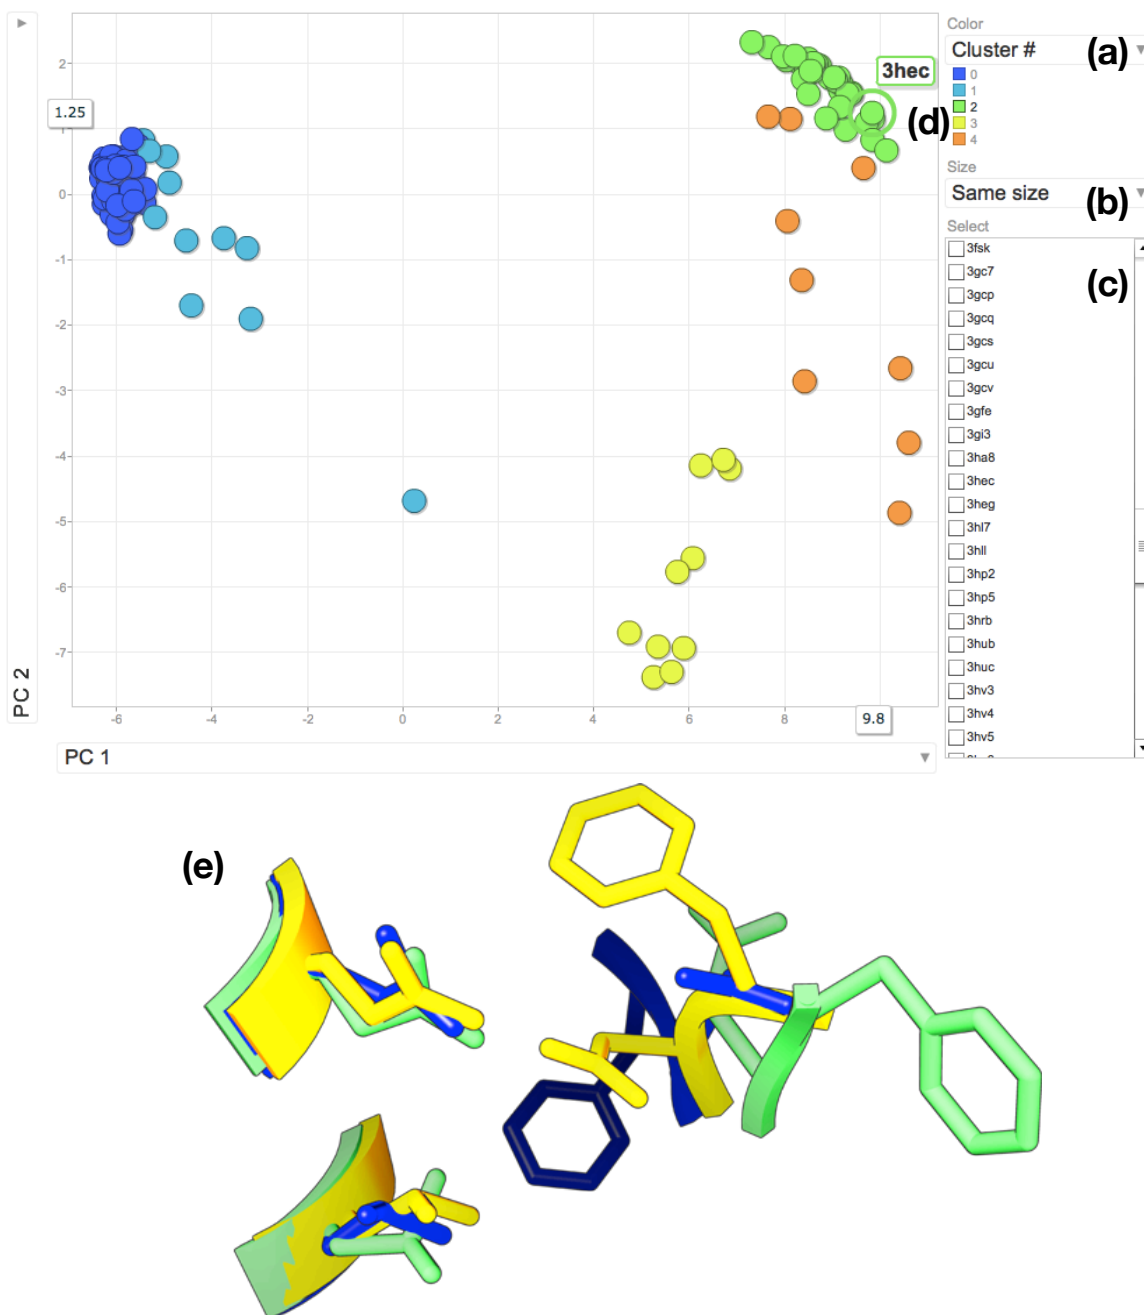 Color
Cluster #
(a)
0
1
2
3
4
3hec
(d)
1.25
2
1
0
-1
-2
-3
-4
-5
-6
-7
PC 2
-6
-4
-2
0
2
4
6
8
9.8
PC 1
Size
Same size
(b)
Select
(c)
3fsk
3gc7
3gcp
3gcq
3gcs
3gcu
3gcv
3gfe
3gi3
3ha8
3hec
3heg
3hl7
3hll
3hp2
3hp5
3hrb
3hub
3huc
3hv3
3hv4
3hv5
(e)